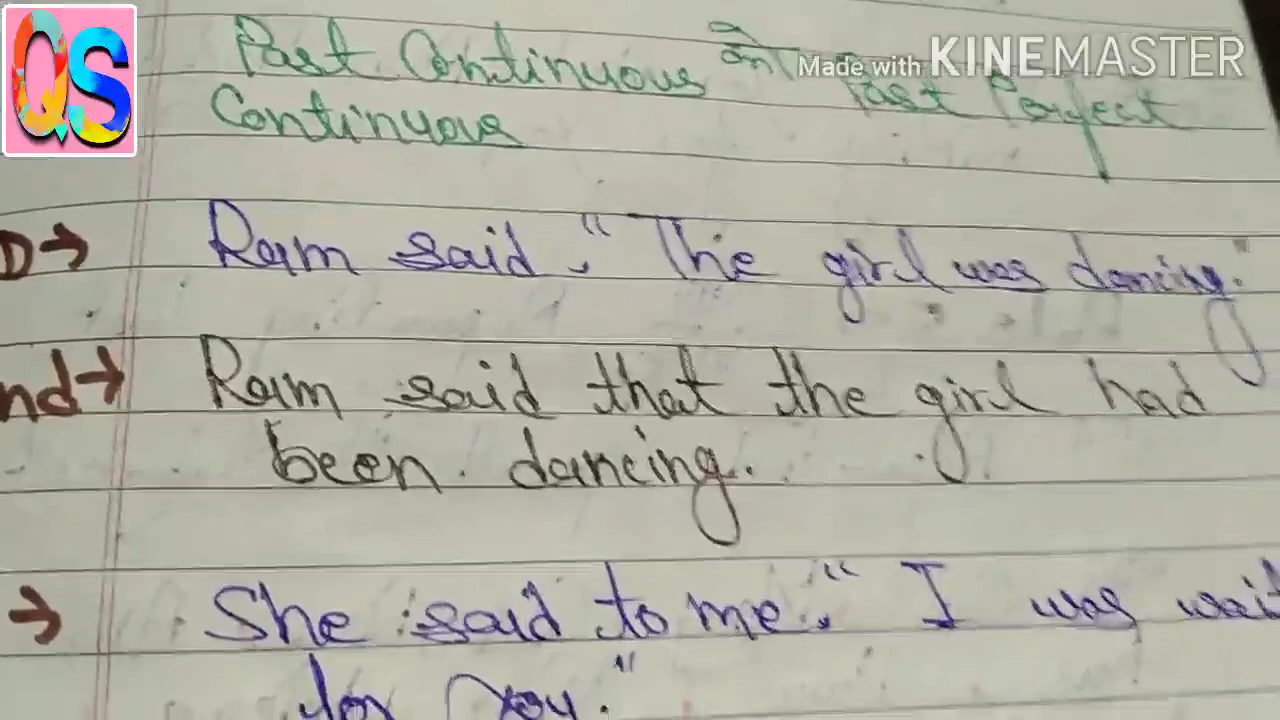 QS
Made with KINEMASTER
Past Continuous को Past Perfect
Continuous
D→ Ram said, "The girl was dancing."
nd→ Ram said that the girl had
been dancing.
→ She said to me, "I was wait
for you."